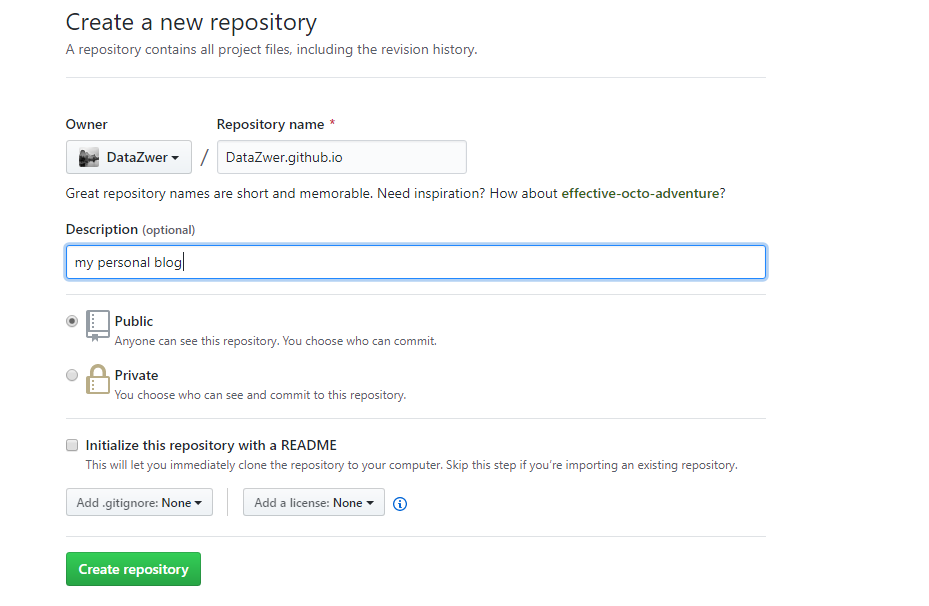 Create a new repository
A repository contains all project files, including the revision history.
Owner Repository name *
DataZwer / DataZwer.github.io
Great repository names are short and memorable. Need inspiration? How about effective-octo-adventure?
Description (optional)
my personal blog
Public
Anyone can see this repository. You choose who can commit.
Private
You choose who can see and commit to this repository.
Initialize this repository with a README
This will let you immediately clone the repository to your computer. Skip this step if you’re importing an existing repository.
Add .gitignore: None Add a license: None
Create repository